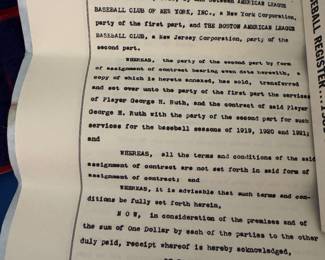 by and between AMERICAN LEAGUE
BASEBALL CLUB OF NEW YORK, INC., a New York Corporation,
party of the first part, and THE BOSTON AMERICAN LEAGUE
BASEBALL CLUB, a New Jersey Corporation, party of the
second part.
WHEREAS, the party of the second part by form
of assignment of contract bearing even date herewith, a
copy of which is hereto annexed, has sold, transferred
and set over unto the party of the first part the services
of Player George H. Ruth, and the contract of said Player
George H. Ruth with the party of the second part for such
services for the baseball seasons of 1919, 1920 and 1921;
and
WHEREAS, all the terms and conditions of the said
assignment of contract are not set forth in said form of
assignment of contract; and
WHEREAS, it is advisable that such terms and con-
ditions be fully set forth herein,
N O W, in consideration of the premises and of
the sum of One Dollar by each of the parties to the other
duly paid, receipt whereof is hereby acknowledged,
LEAGUE
BASEBALL REGISTER